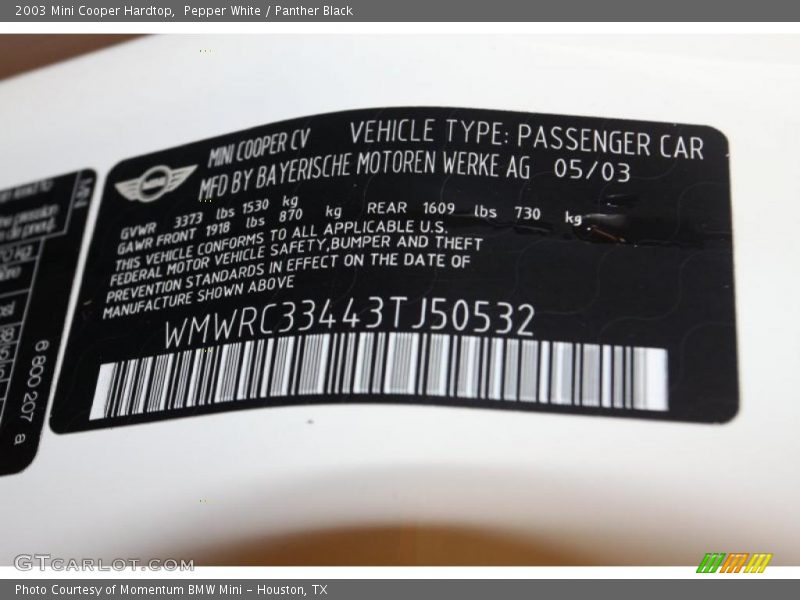 2003 Mini Cooper Hardtop,  Pepper White / Panther Black
MINI COOPER CV VEHICLE TYPE: PASSENGER CAR
MFD BY BAYERISCHE MOTOREN WERKE AG 05/03
MINI
GVWR 3373 lbs 1530 kg
GAWR FRONT 1918 lbs 870 kg REAR 1609 lbs 730 kg
THIS VEHICLE CONFORMS TO ALL APPLICABLE U.S.
FEDERAL MOTOR VEHICLE SAFETY,BUMPER AND THEFT
PREVENTION STANDARDS IN EFFECT ON THE DATE OF
MANUFACTURE SHOWN ABOVE
WMWRC33443TJ50532
6 800 207 a
GTCARLOT.COM
Photo Courtesy of Momentum BMW Mini - Houston, TX